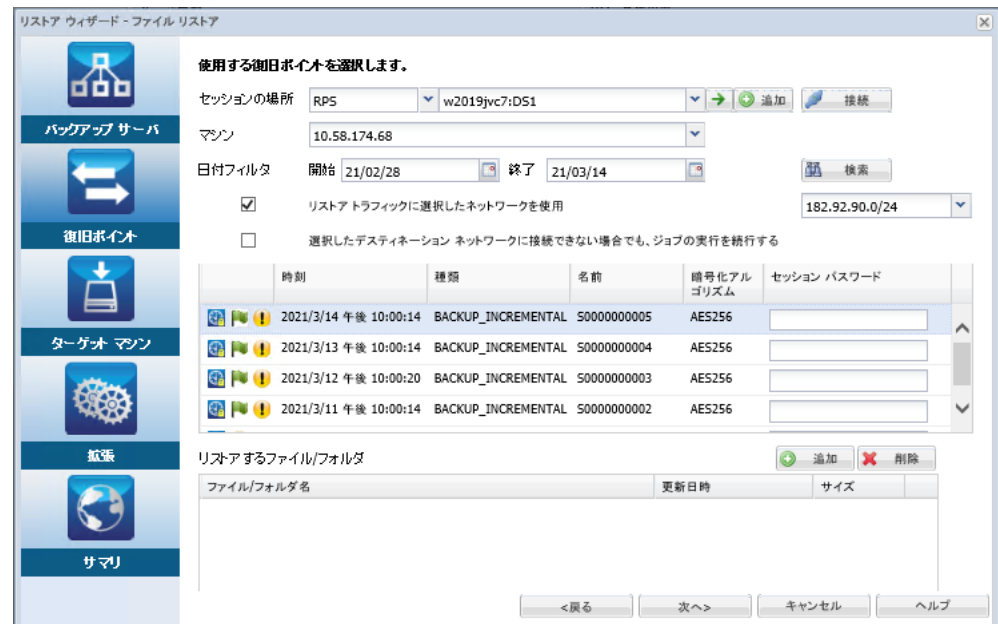 リストア ウィザード - ファイル リストア
バックアップ サーバ
復旧ポイント
ターゲット マシン
拡張
サマリ
使用する復旧ポイントを選択します。
セッションの場所 RPS w2019jvc7:DS1 追加 接続
マシン 10.58.174.68
日付フィルタ 開始 21/02/28 終了 21/03/14 検索
リストア トラフィックに選択したネットワークを使用 182.92.90.0/24
選択したデスティネーション ネットワークに接続できない場合でも、ジョブの実行を続行する
時刻 種類 名前 暗号化アルゴリズム セッション パスワード
2021/3/14 午後 10:00:14 BACKUP_INCREMENTAL S0000000005 AES256
2021/3/13 午後 10:00:14 BACKUP_INCREMENTAL S0000000004 AES256
2021/3/12 午後 10:00:20 BACKUP_INCREMENTAL S0000000003 AES256
2021/3/11 午後 10:00:14 BACKUP_INCREMENTAL S0000000002 AES256
リストアするファイル/フォルダ 追加 削除
ファイル/フォルダ名 更新日時 サイズ
<戻る 次へ> キャンセル ヘルプ